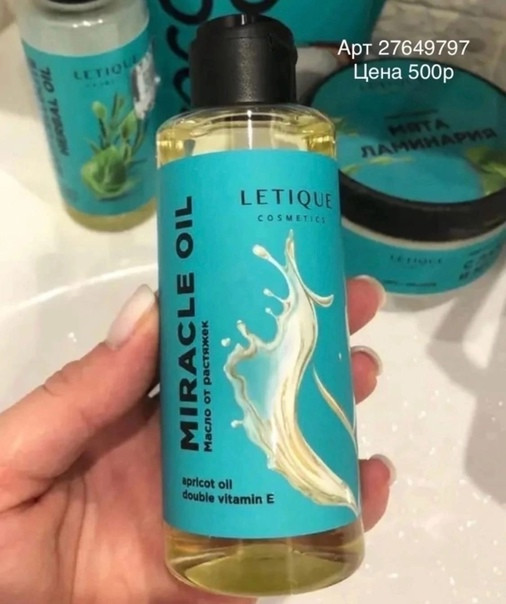 Арт 27649797
Цена 500р
LETIQUE
HERBAL OIL
МЯТА
ЛАМИНАРИЯ
LETIQUE
LETIQUE
COSMETICS
MIRACLE OIL
Масло от растяжек
apricot oil
double vitamin E